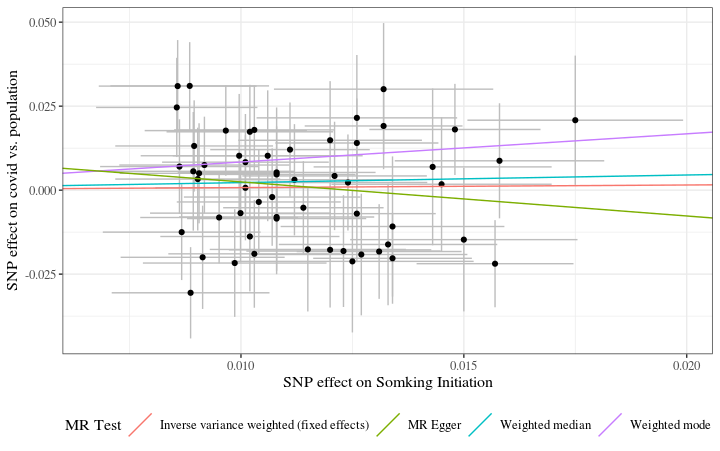 0.050
0.025
0.000
-0.025
SNP effect on covid vs. population
0.010
0.015
0.020
SNP effect on Somking Initiation
MR Test
Inverse variance weighted (fixed effects)
MR Egger
Weighted median
Weighted mode